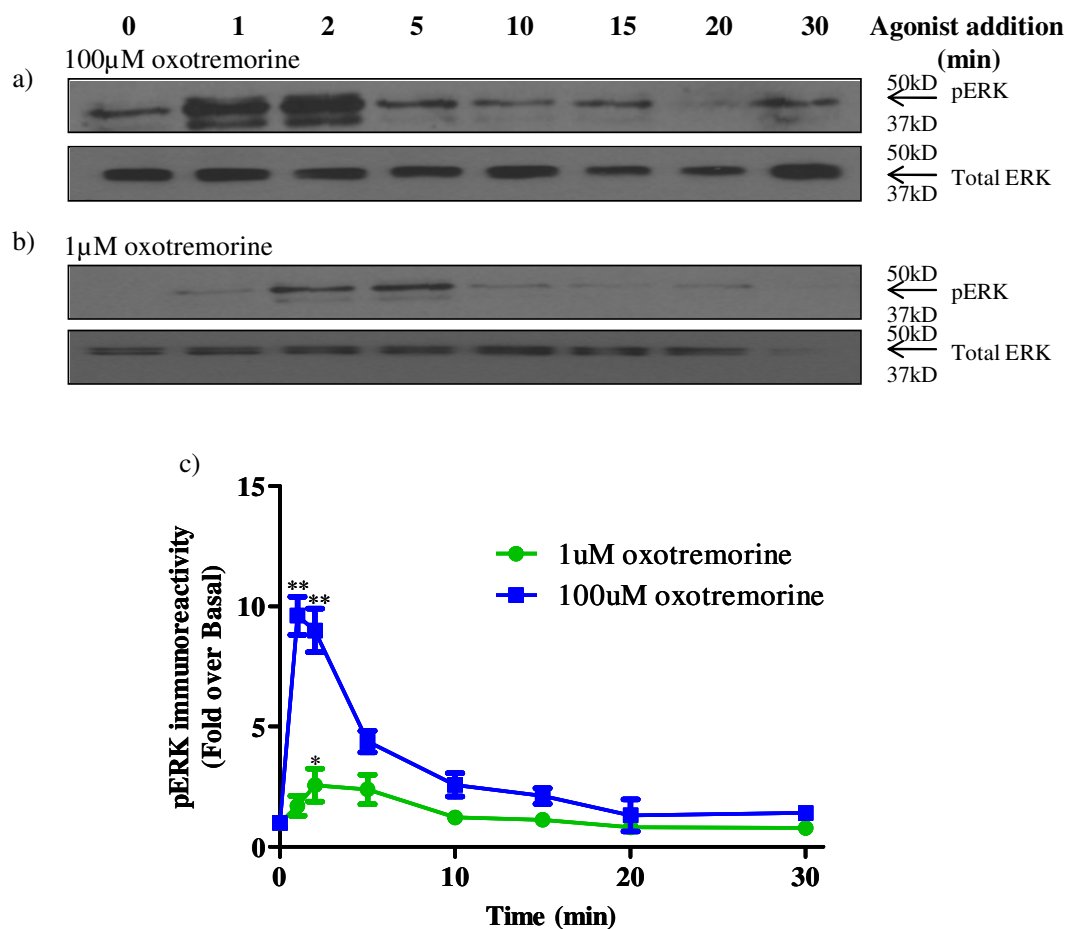 0 1 2 5 10 15 20 30 Agonist addition
(min)
100µM oxotremorine
a)
50kD
pERK
37kD
50kD
Total ERK
37kD
b) 1µM oxotremorine
50kD
pERK
37kD
50kD
Total ERK
37kD
c)
pERK immunoreactivity
(Fold over Basal)
15
10
5
0
** **
*
1uM oxotremorine
100uM oxotremorine
0 10 20 30
Time (min)